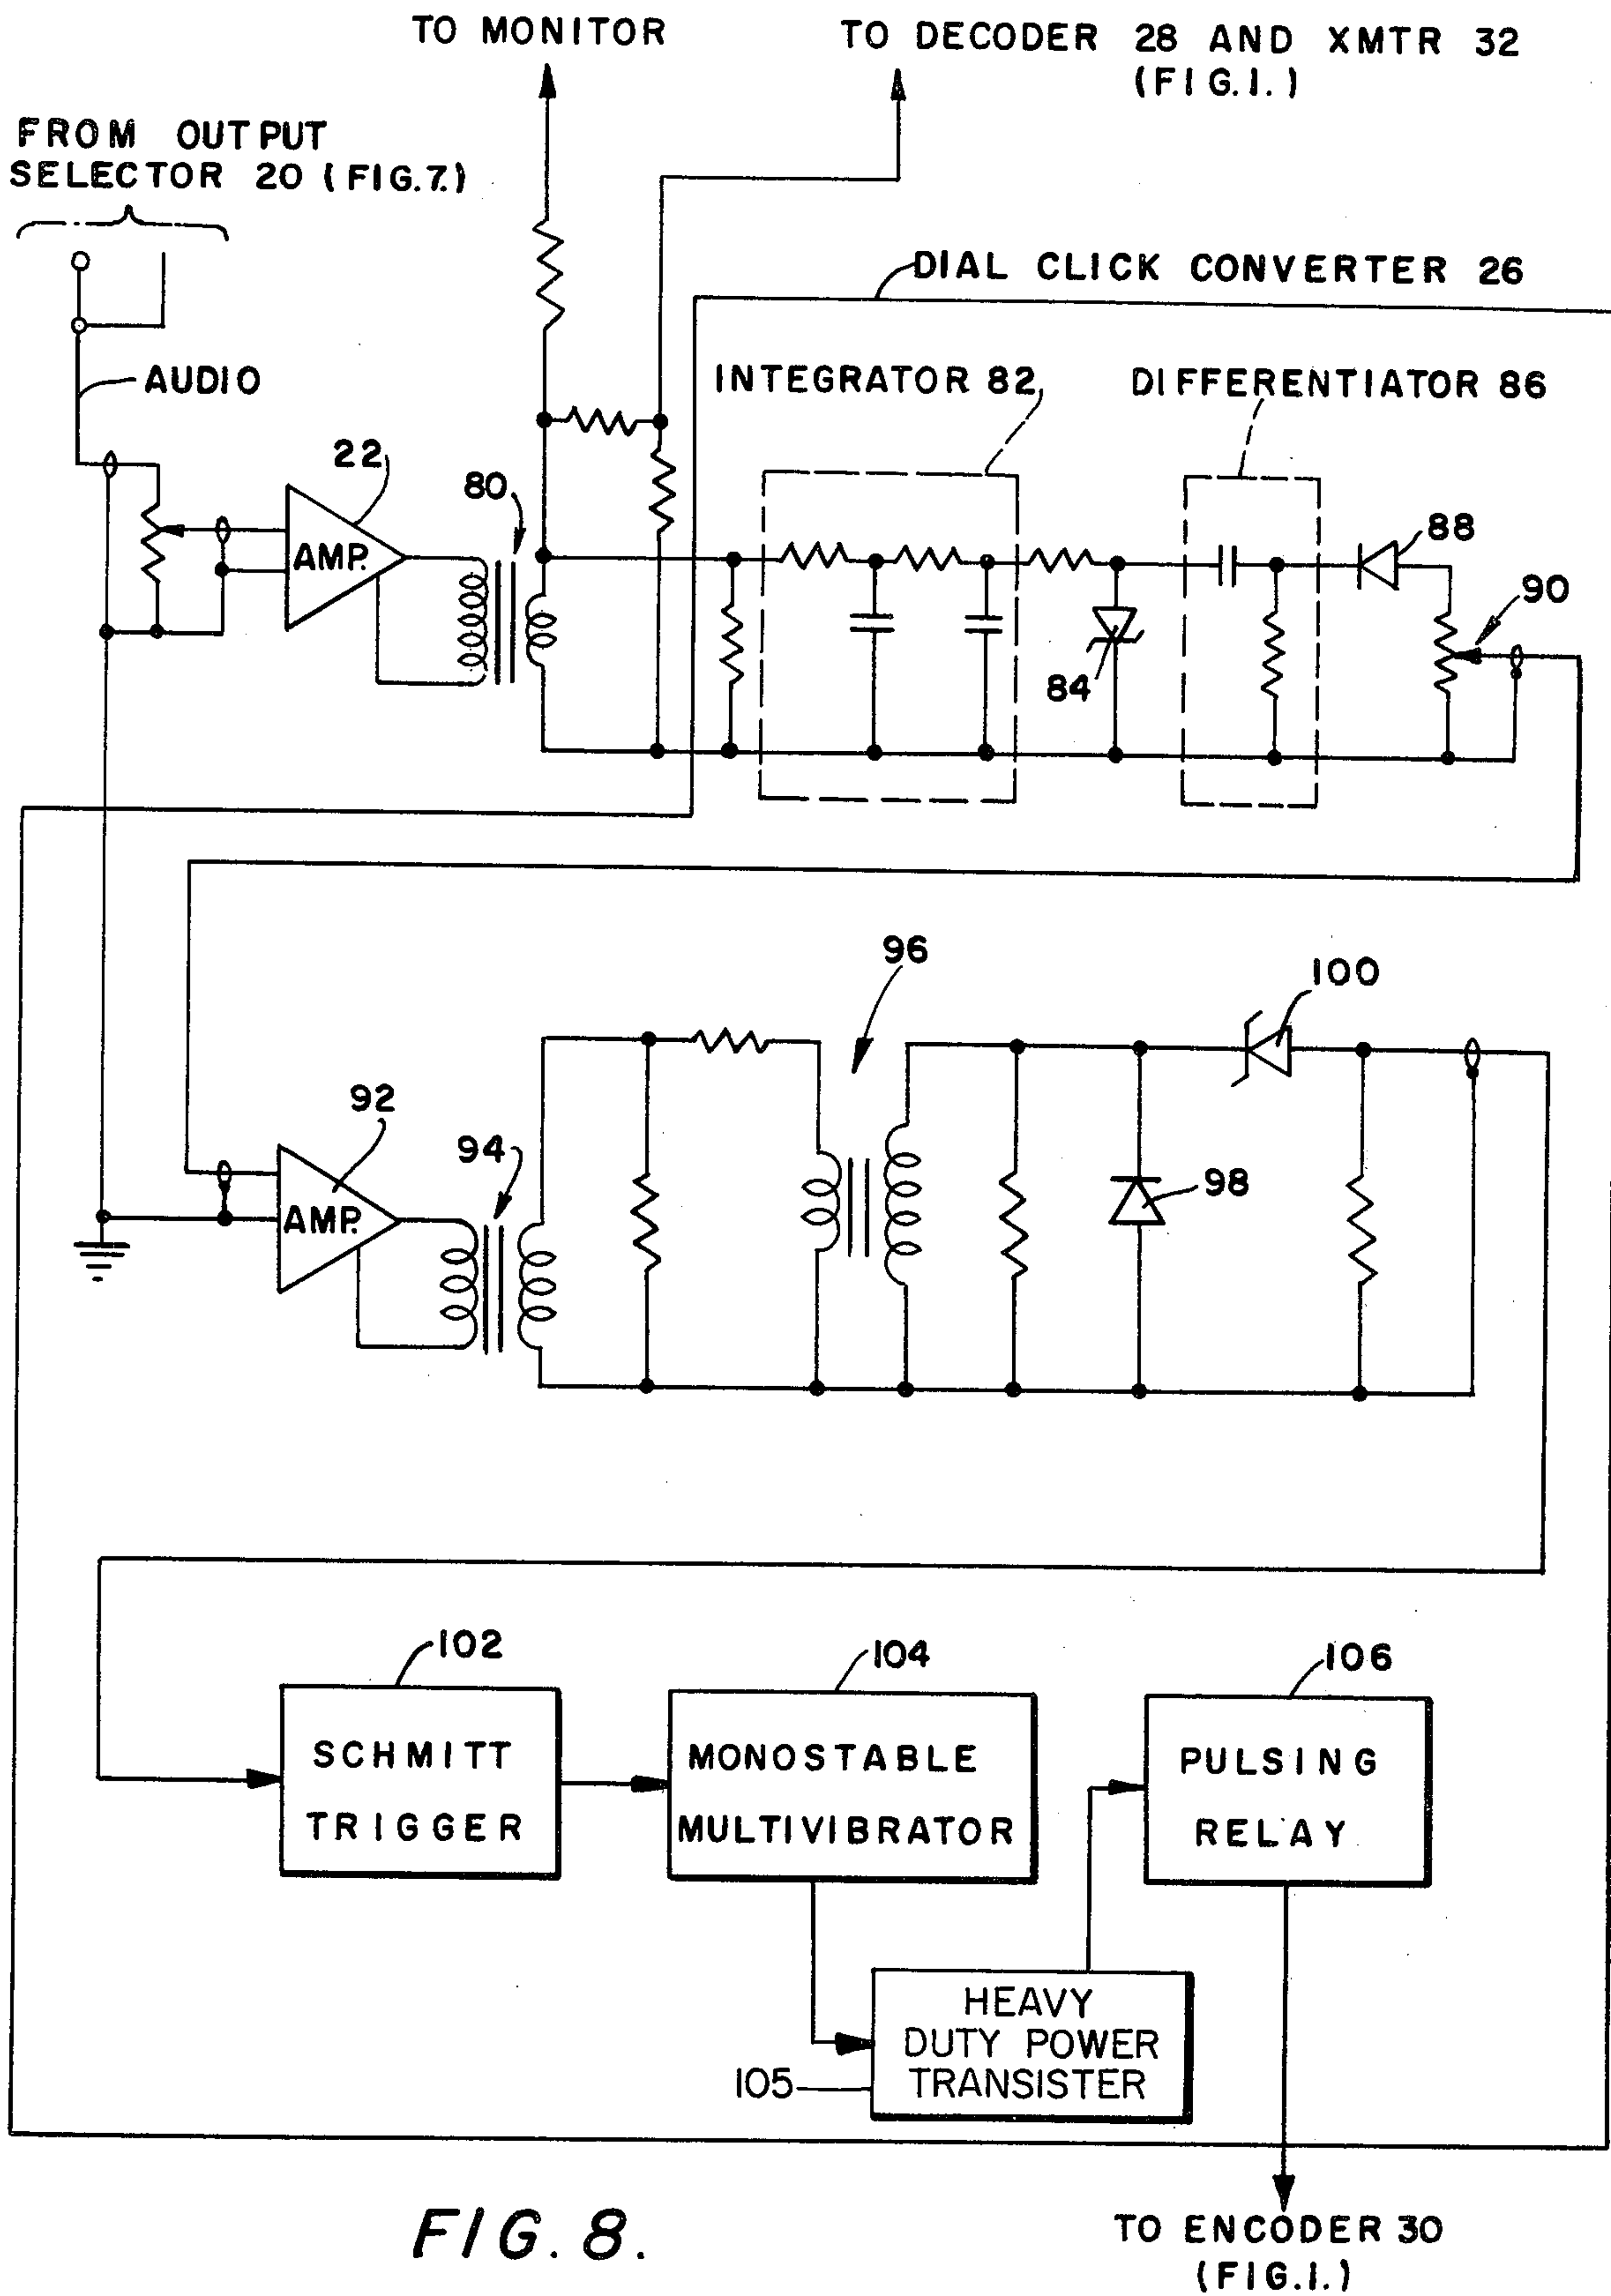 TO MONITOR
TO DECODER 28 AND XMTR 32
(FIG.1.)
FROM OUTPUT
SELECTOR 20 (FIG.7.)
DIAL CLICK CONVERTER 26
AUDIO
INTEGRATOR 82
DIFFERENTIATOR 86
22
80
AMP.
84
88
90
96
100
92
94
AMP.
98
102
104
106
SCHMITT
TRIGGER
MONOSTABLE
MULTIVIBRATOR
PULSING
RELAY
HEAVY
DUTY POWER
TRANSISTER
105
FIG. 8.
TO ENCODER 30
(FIG.1.)